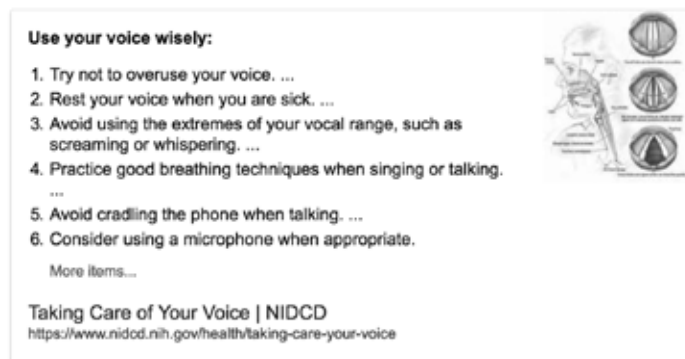 Use your voice wisely:
1. Try not to overuse your voice. ...
2. Rest your voice when you are sick. ...
3. Avoid using the extremes of your vocal range, such as
screaming or whispering. ...
4. Practice good breathing techniques when singing or talking.
...
5. Avoid cradling the phone when talking. ...
6. Consider using a microphone when appropriate.
More items...
Taking Care of Your Voice | NIDCD
https://www.nidcd.nih.gov/health/taking-care-your-voice